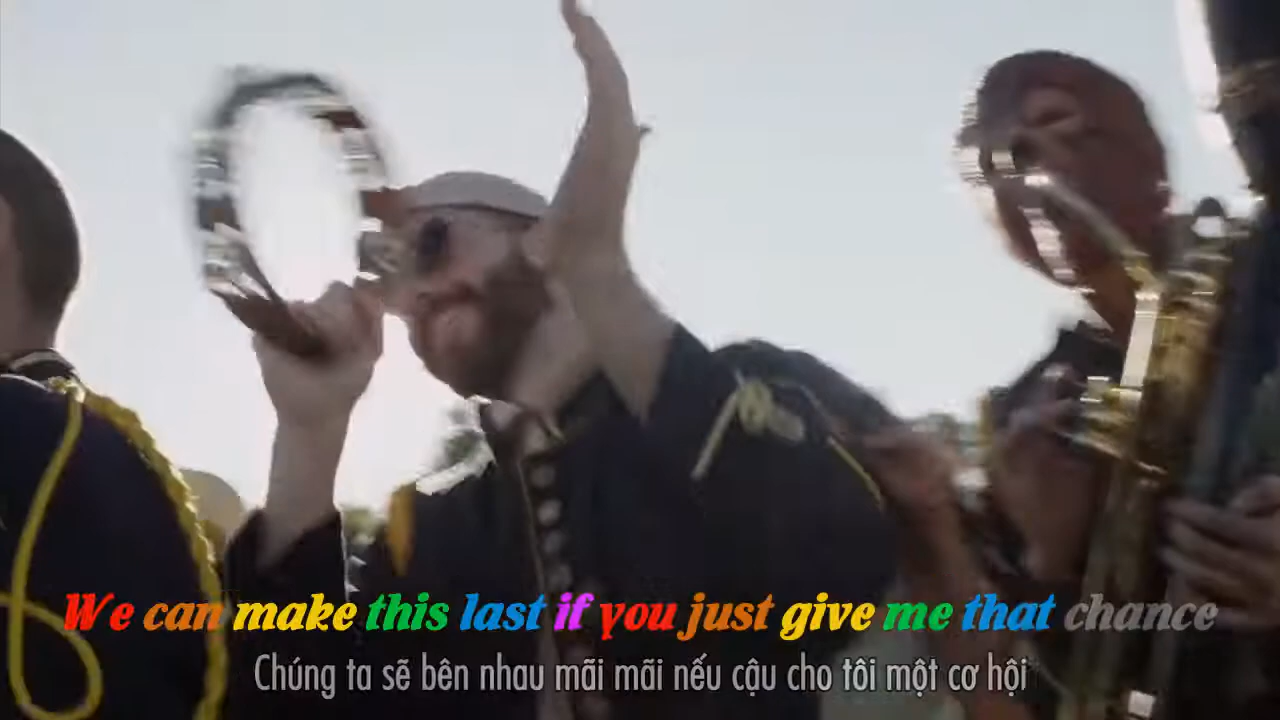 We can make this last if you just give me that chance
Chúng ta sẽ bên nhau mãi mãi nếu cậu cho tôi một cơ hội